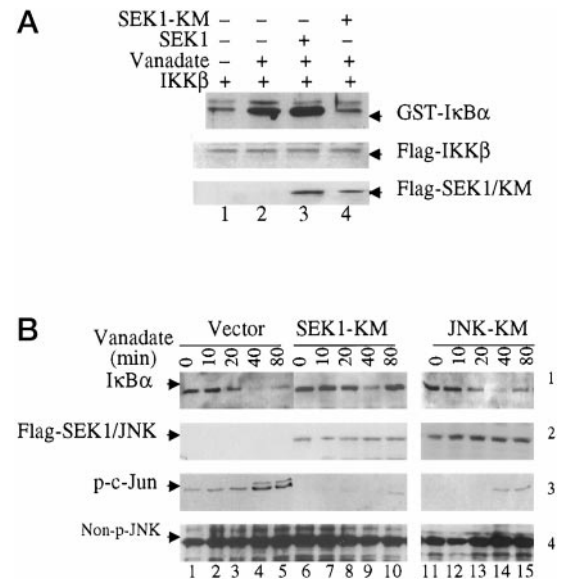 A
SEK1-KM – – – +
SEK1 – – + –
Vanadate – + + +
IKKβ + + + +
GST-IκBα
Flag-IKKβ
Flag-SEK1/KM
1 2 3 4
B
Vector SEK1-KM JNK-KM
Vanadate (min) 0 10 20 40 80 0 10 20 40 80 0 10 20 40 80
IκBα 1
Flag-SEK1/JNK 2
p-c-Jun 3
Non-p-JNK 4
1 2 3 4 5 6 7 8 9 10 11 12 13 14 15